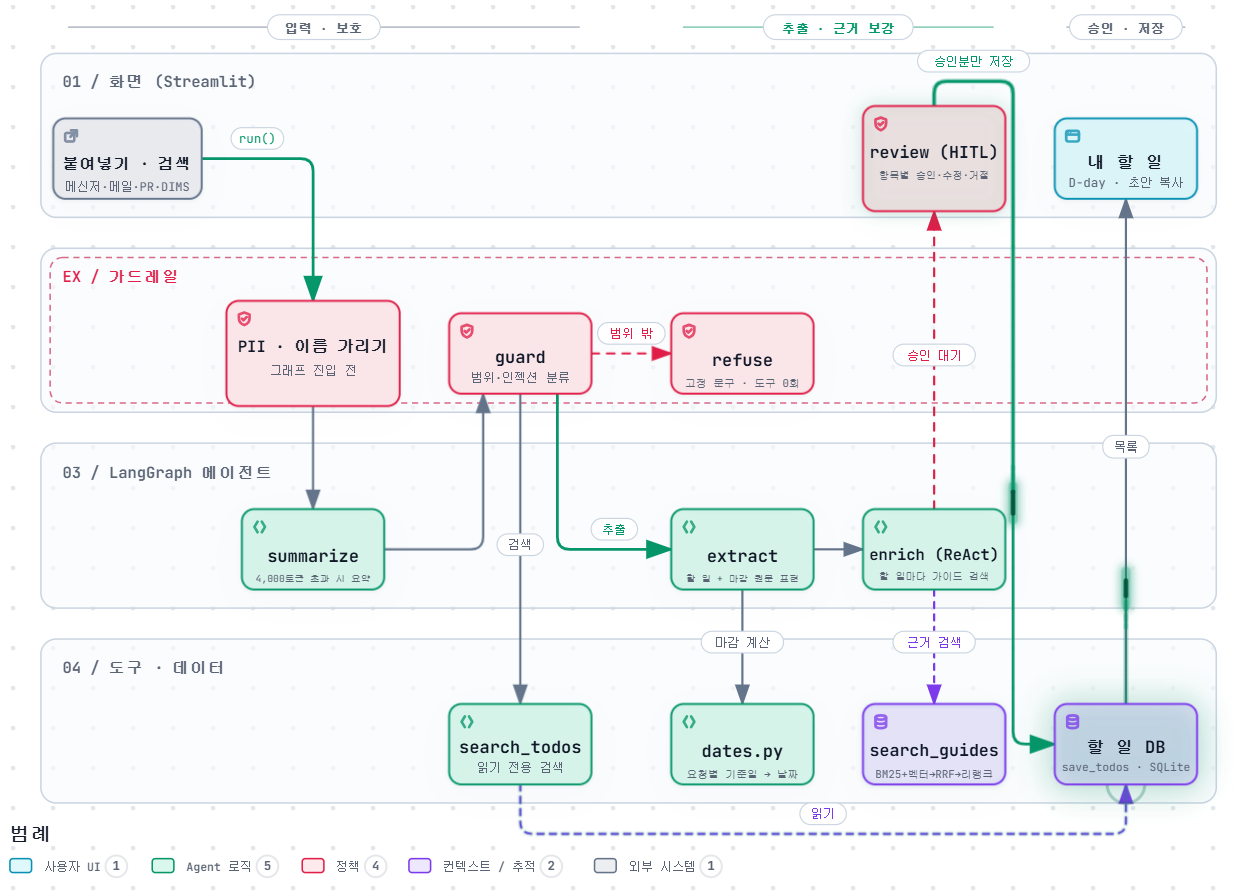 입력 · 보호
추출 · 근거 보강
승인 · 저장
01 / 화면 (Streamlit)
승인분만 저장
붙여넣기 · 검색
메신저·메일·PR·DIMS
run()
review (HITL)
항목별 승인·수정·거절
내 할 일
D-day · 초안 복사
EX / 가드레일
PII · 이름 가리기
그래프 진입 전
guard
범위·인젝션 분류
범위 밖
refuse
고정 문구 · 도구 0회
승인 대기
목록
03 / LangGraph 에이전트
summarize
4,000토큰 초과 시 요약
검색
추출
extract
할 일 + 마감 원문 표현
enrich (ReAct)
할 일마다 가이드 검색
마감 계산
근거 검색
04 / 도구 · 데이터
search_todos
읽기 전용 검색
dates.py
요청별 기준일 → 날짜
search_guides
BM25+벡터→RRF→리랭크
할 일 DB
save_todos · SQLite
읽기
범례
사용자 UI 1
Agent 로직 5
정책 4
컨텍스트 / 추적 2
외부 시스템 1